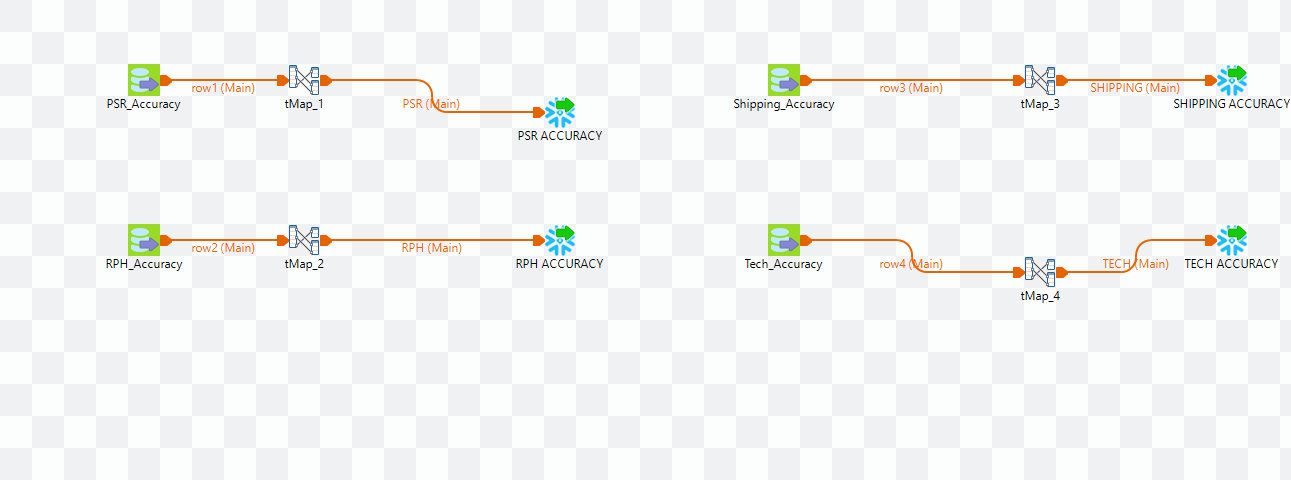 row1 (Main)
PSR_Accuracy
tMap_1
PSR (Main)
PSR ACCURACY
row3 (Main)
SHIPPING (Main)
Shipping_Accuracy
tMap_3
SHIPPING ACCURACY
row2 (Main)
RPH (Main)
RPH_Accuracy
tMap_2
RPH ACCURACY
Tech_Accuracy
row4 (Main)
TECH (Main)
TECH ACCURACY
tMap_4